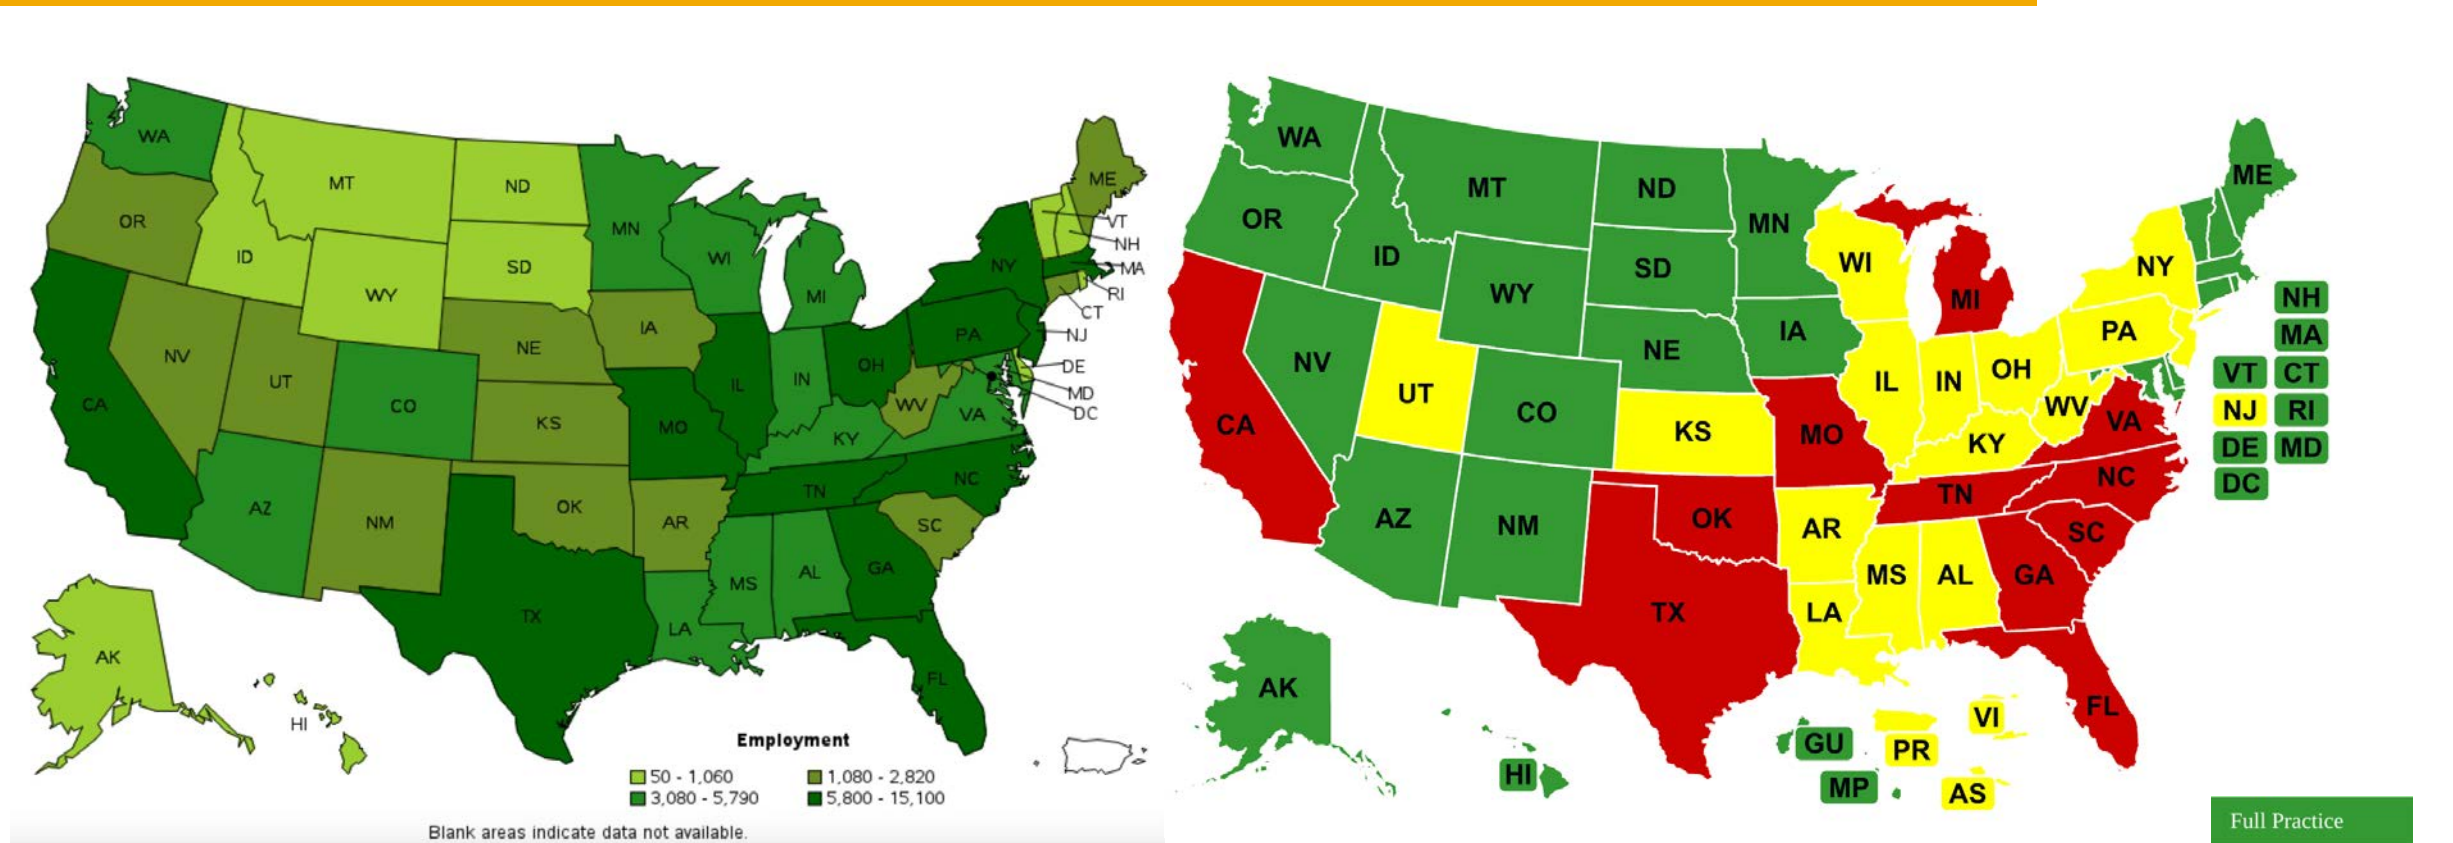 WA
MT
ND
OR
ID
SD
MN
WI
MI
NY
ME
VT
NH
MA
RI
CT
NJ
DE
MD
DC
WY
NE
IA
PA
NV
UT
CO
KS
MO
IL
IN
OH
WV
VA
KY
CA
AZ
NM
OK
AR
TN
NC
SC
TX
LA
MS
AL
GA
FL
AK
HI
Employment
50 - 1,060
1,080 - 2,820
3,080 - 5,790
5,800 - 15,100
Blank areas indicate data not available.
WA
MT
ND
MN
OR
ID
SD
WI
MI
NY
ME
WY
IA
NE
PA
NV
UT
CO
KS
MO
IL
IN
OH
WV
VA
KY
CA
AZ
NM
OK
AR
TN
NC
SC
TX
LA
MS
AL
GA
FL
AK
HI
NH
MA
VT CT
NJ RI
DE MD
DC
GU
PR
VI
MP
AS
Full Practice